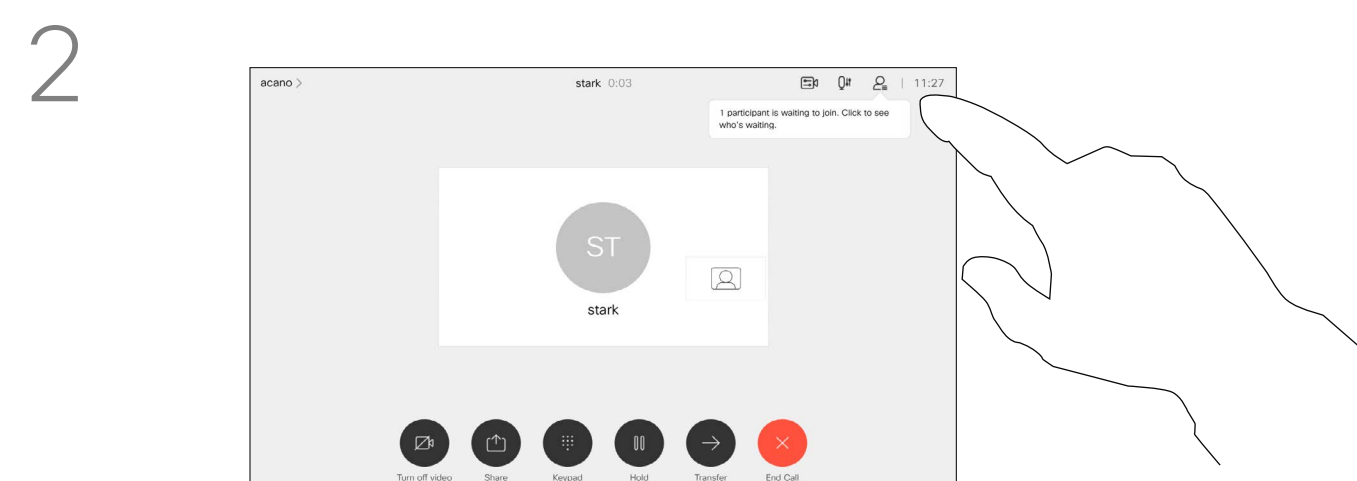 2
acano >
stark 0:03
11:27
1 participant is waiting to join. Click to see
who's waiting.
ST
stark
Turn off video
Share
Keypad
Hold
Transfer
End Call